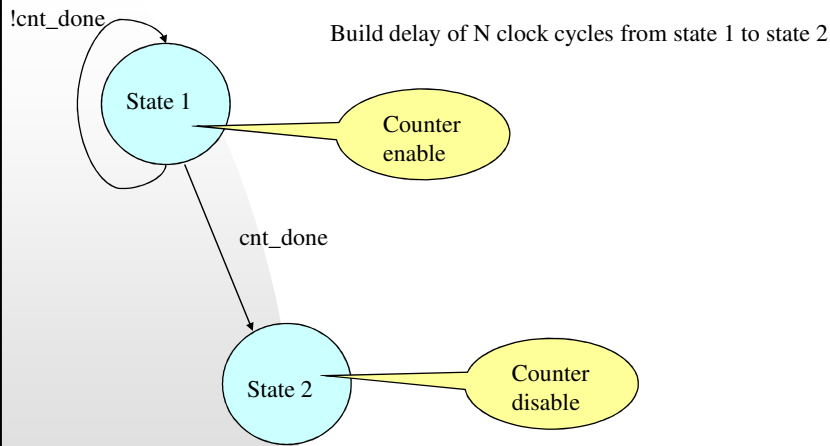 !cnt_done
Build delay of N clock cycles from state 1 to state 2
State 1
Counter
enable
cnt_done
State 2
Counter
disable